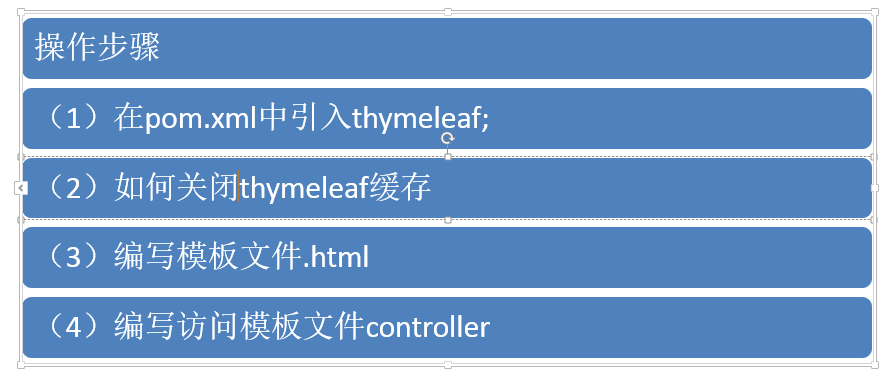 操作步骤
（1）在pom.xml中引入thymeleaf;
（2）如何关闭thymeleaf缓存
（3）编写模板文件.html
（4）编写访问模板文件controller